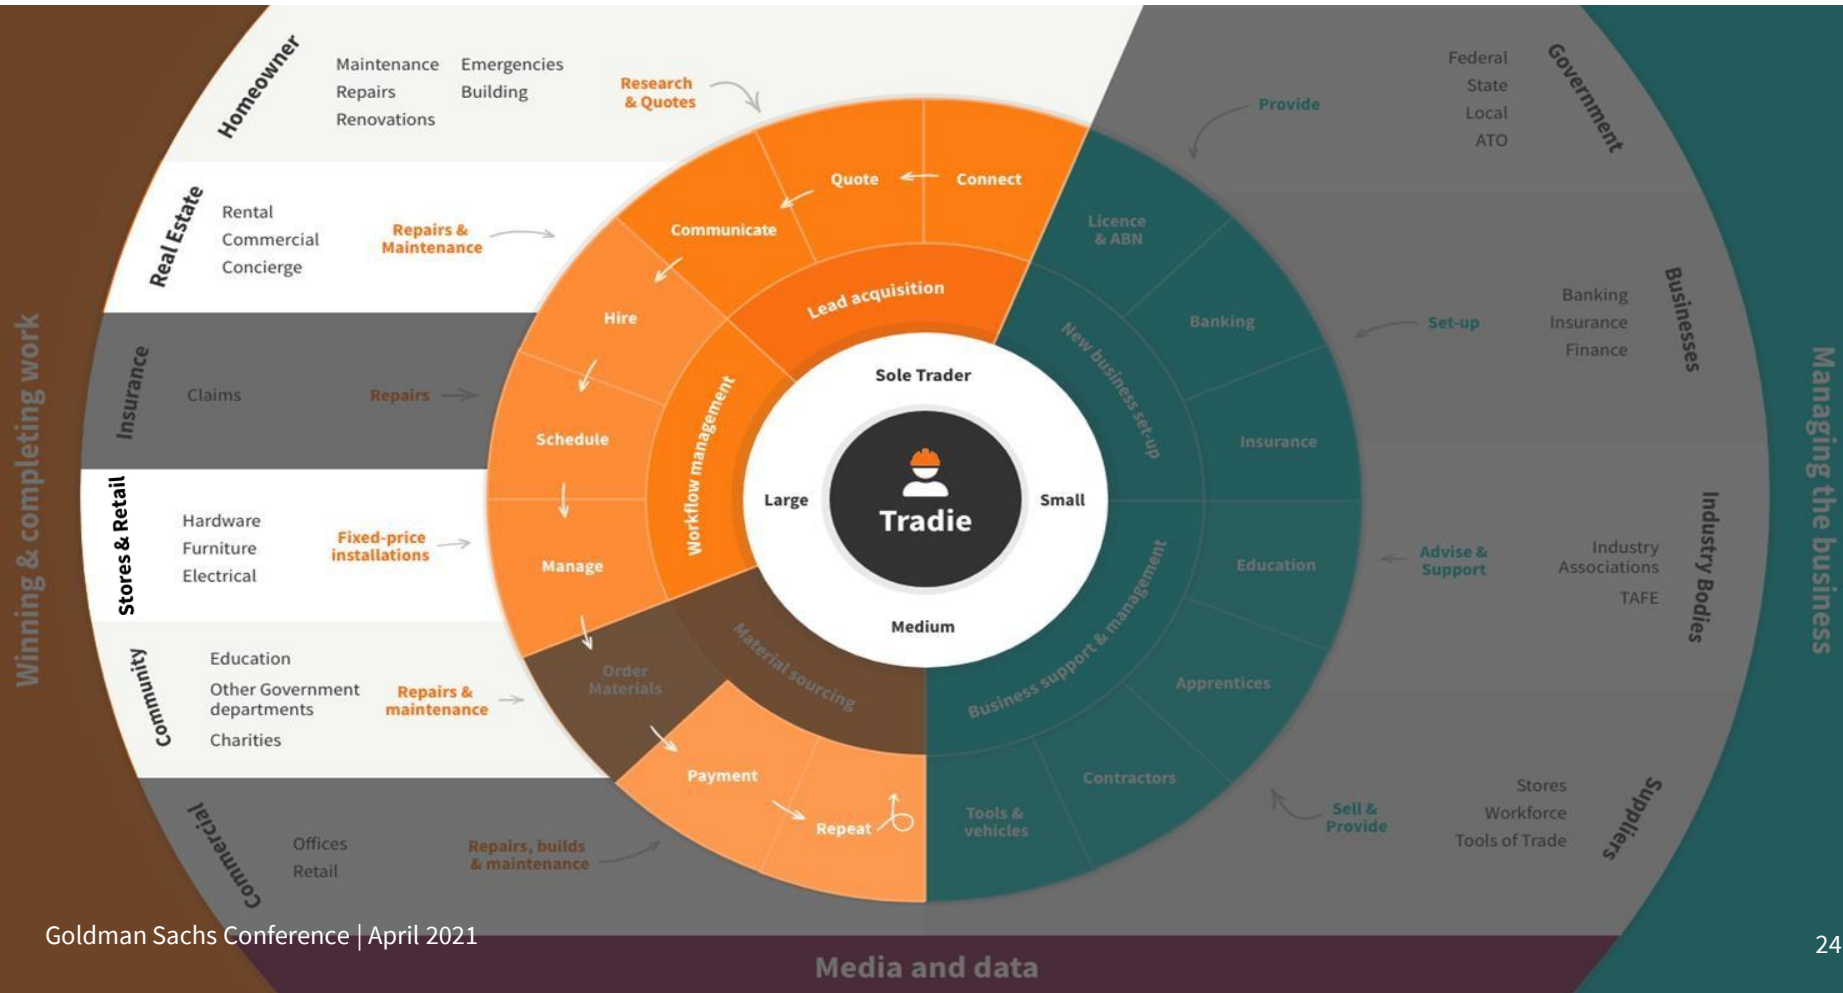 Winning & completing work
Homeowner
Maintenance
Repairs
Renovations
Emergencies
Building
Research
& Quotes
Real Estate
Rental
Commercial
Concierge
Repairs &
Maintenance
Insurance
Claims
Repairs
Stores & Retail
Hardware
Furniture
Electrical
Fixed-price
installations
Community
Education
Other Government
departments
Charities
Repairs &
maintenance
Commercial
Offices
Retail
Repairs, builds
& maintenance
Connect
Quote
Communicate
Hire
Schedule
Manage
Order
Materials
Payment
Repeat
Lead acquisition
Workflow management
Material sourcing
Sole Trader
Large
Small
Medium
Tradie
New business set-up
Business support & management
Licence
& ABN
Banking
Insurance
Education
Apprentices
Contractors
Tools &
vehicles
Provide
Federal
State
Local
ATO
Government
Set-up
Banking
Insurance
Finance
Businesses
Advise &
Support
Industry
Associations
TAFE
Industry Bodies
Sell &
Provide
Stores
Workforce
Tools of Trade
Suppliers
Managing the business
Goldman Sachs Conference | April 2021
24
Media and data